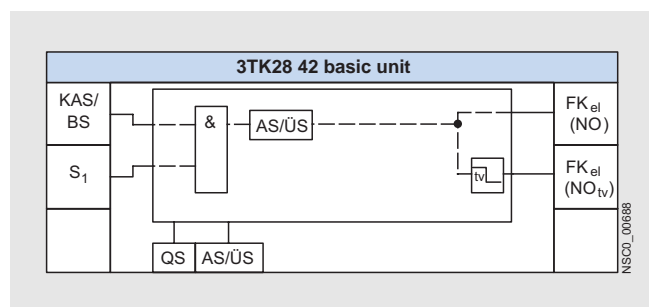 3TK28 42 basic unit
KAS/
BS
&
AS/ÜS
FKel
(NO)
S1
tv
FKel
(NOtv)
QS
AS/ÜS
NSC0_00688